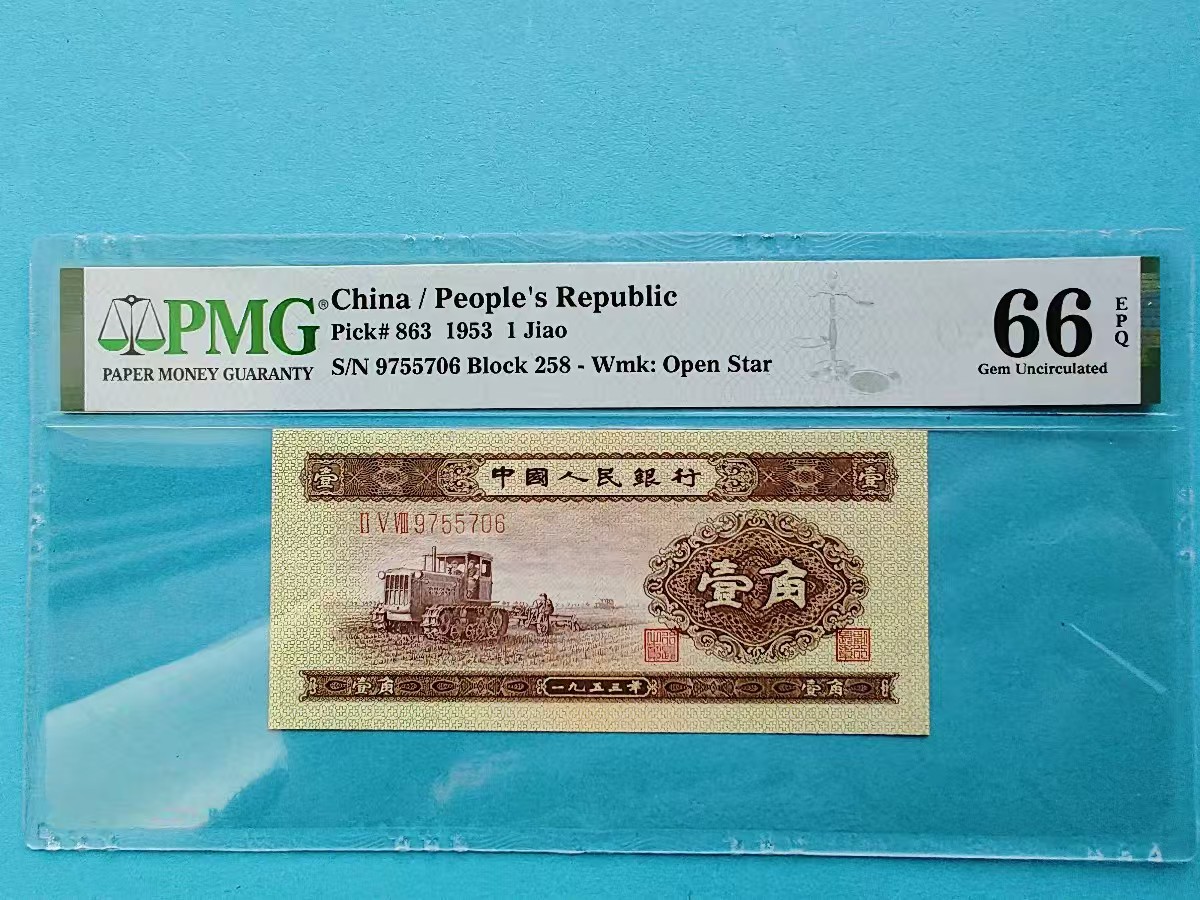 PMG®
PAPER MONEY GUARANTY
China / People's Republic
Pick# 863 1953 1 Jiao
S/N 9755706 Block 258 - Wmk: Open Star
66
EPQ
Gem Uncirculated
壹 中國人民銀行 壹
II V VIII 9755706
壹角
壹角 一九五三年 壹角